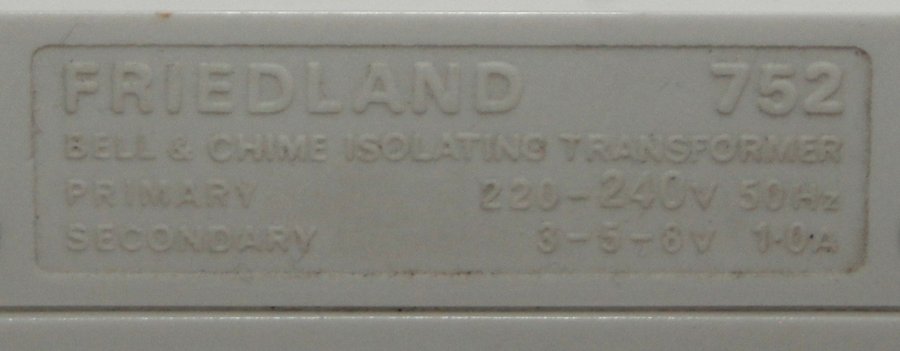 FRIEDLAND 752
BELL & CHIME ISOLATING TRANSFORMER
PRIMARY 220-240V 50Hz
SECONDARY 3-5-8V 1·0A